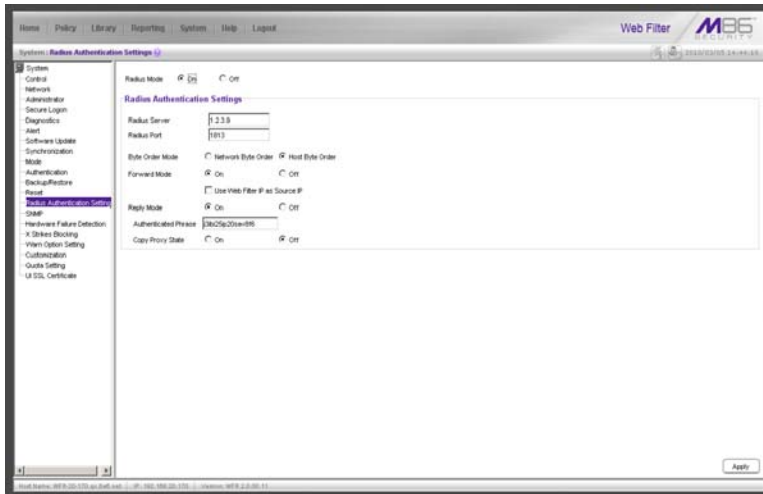 Home Policy Library Reporting System Help Logout
Web Filter
M86
SECURITY
System : Radius Authentication Settings
System
Control
Network
Administrator
Secure Logon
Diagnostics
Alert
Software Update
Synchronization
Mode
Authentication
Backup/Restore
Reset
Radius Authentication Setting
SNMP
Hardware Failure Detection
X Strikes Blocking
Warn Option Setting
Customization
Quota Setting
UI SSL Certificate
Radius Mode On Off
Radius Authentication Settings
Radius Server 1.2.3.9
Radius Port 1813
Byte Order Mode Network Byte Order Host Byte Order
Forward Mode On Off
Use Web Filter IP as Source IP
Reply Mode On Off
Authenticated Phrase
Copy Proxy State On Off
Apply
Host Name: IP: Version: